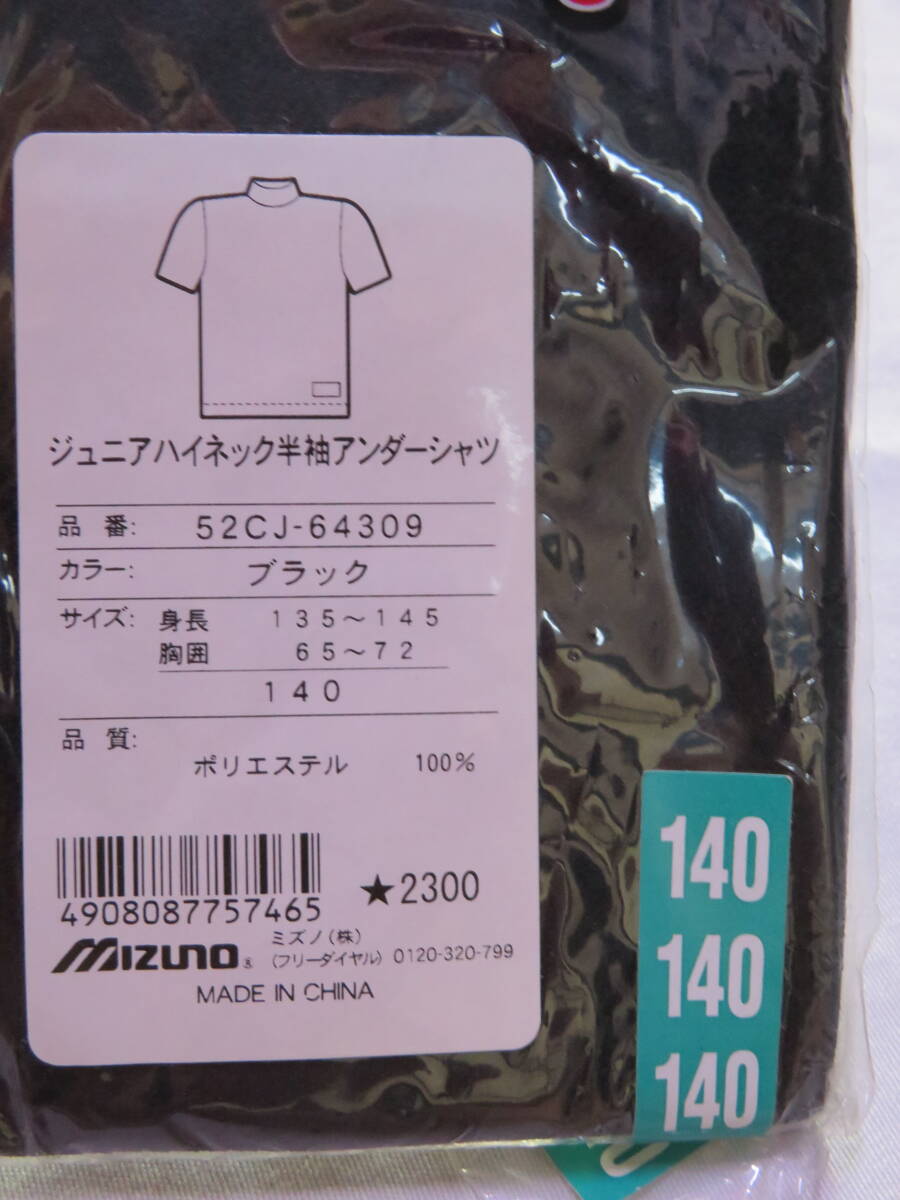 ジュニアハイネック半袖アンダーシャツ
品 番: 52CJ-64309
カラー: ブラック
サイズ: 身長 135〜145
胸囲 65〜72
140
品 質:
ポリエステル 100%
4908087757465
★2300
MIZUNO® ミズノ(株)
(フリーダイヤル) 0120-320-799
MADE IN CHINA
140
140
140